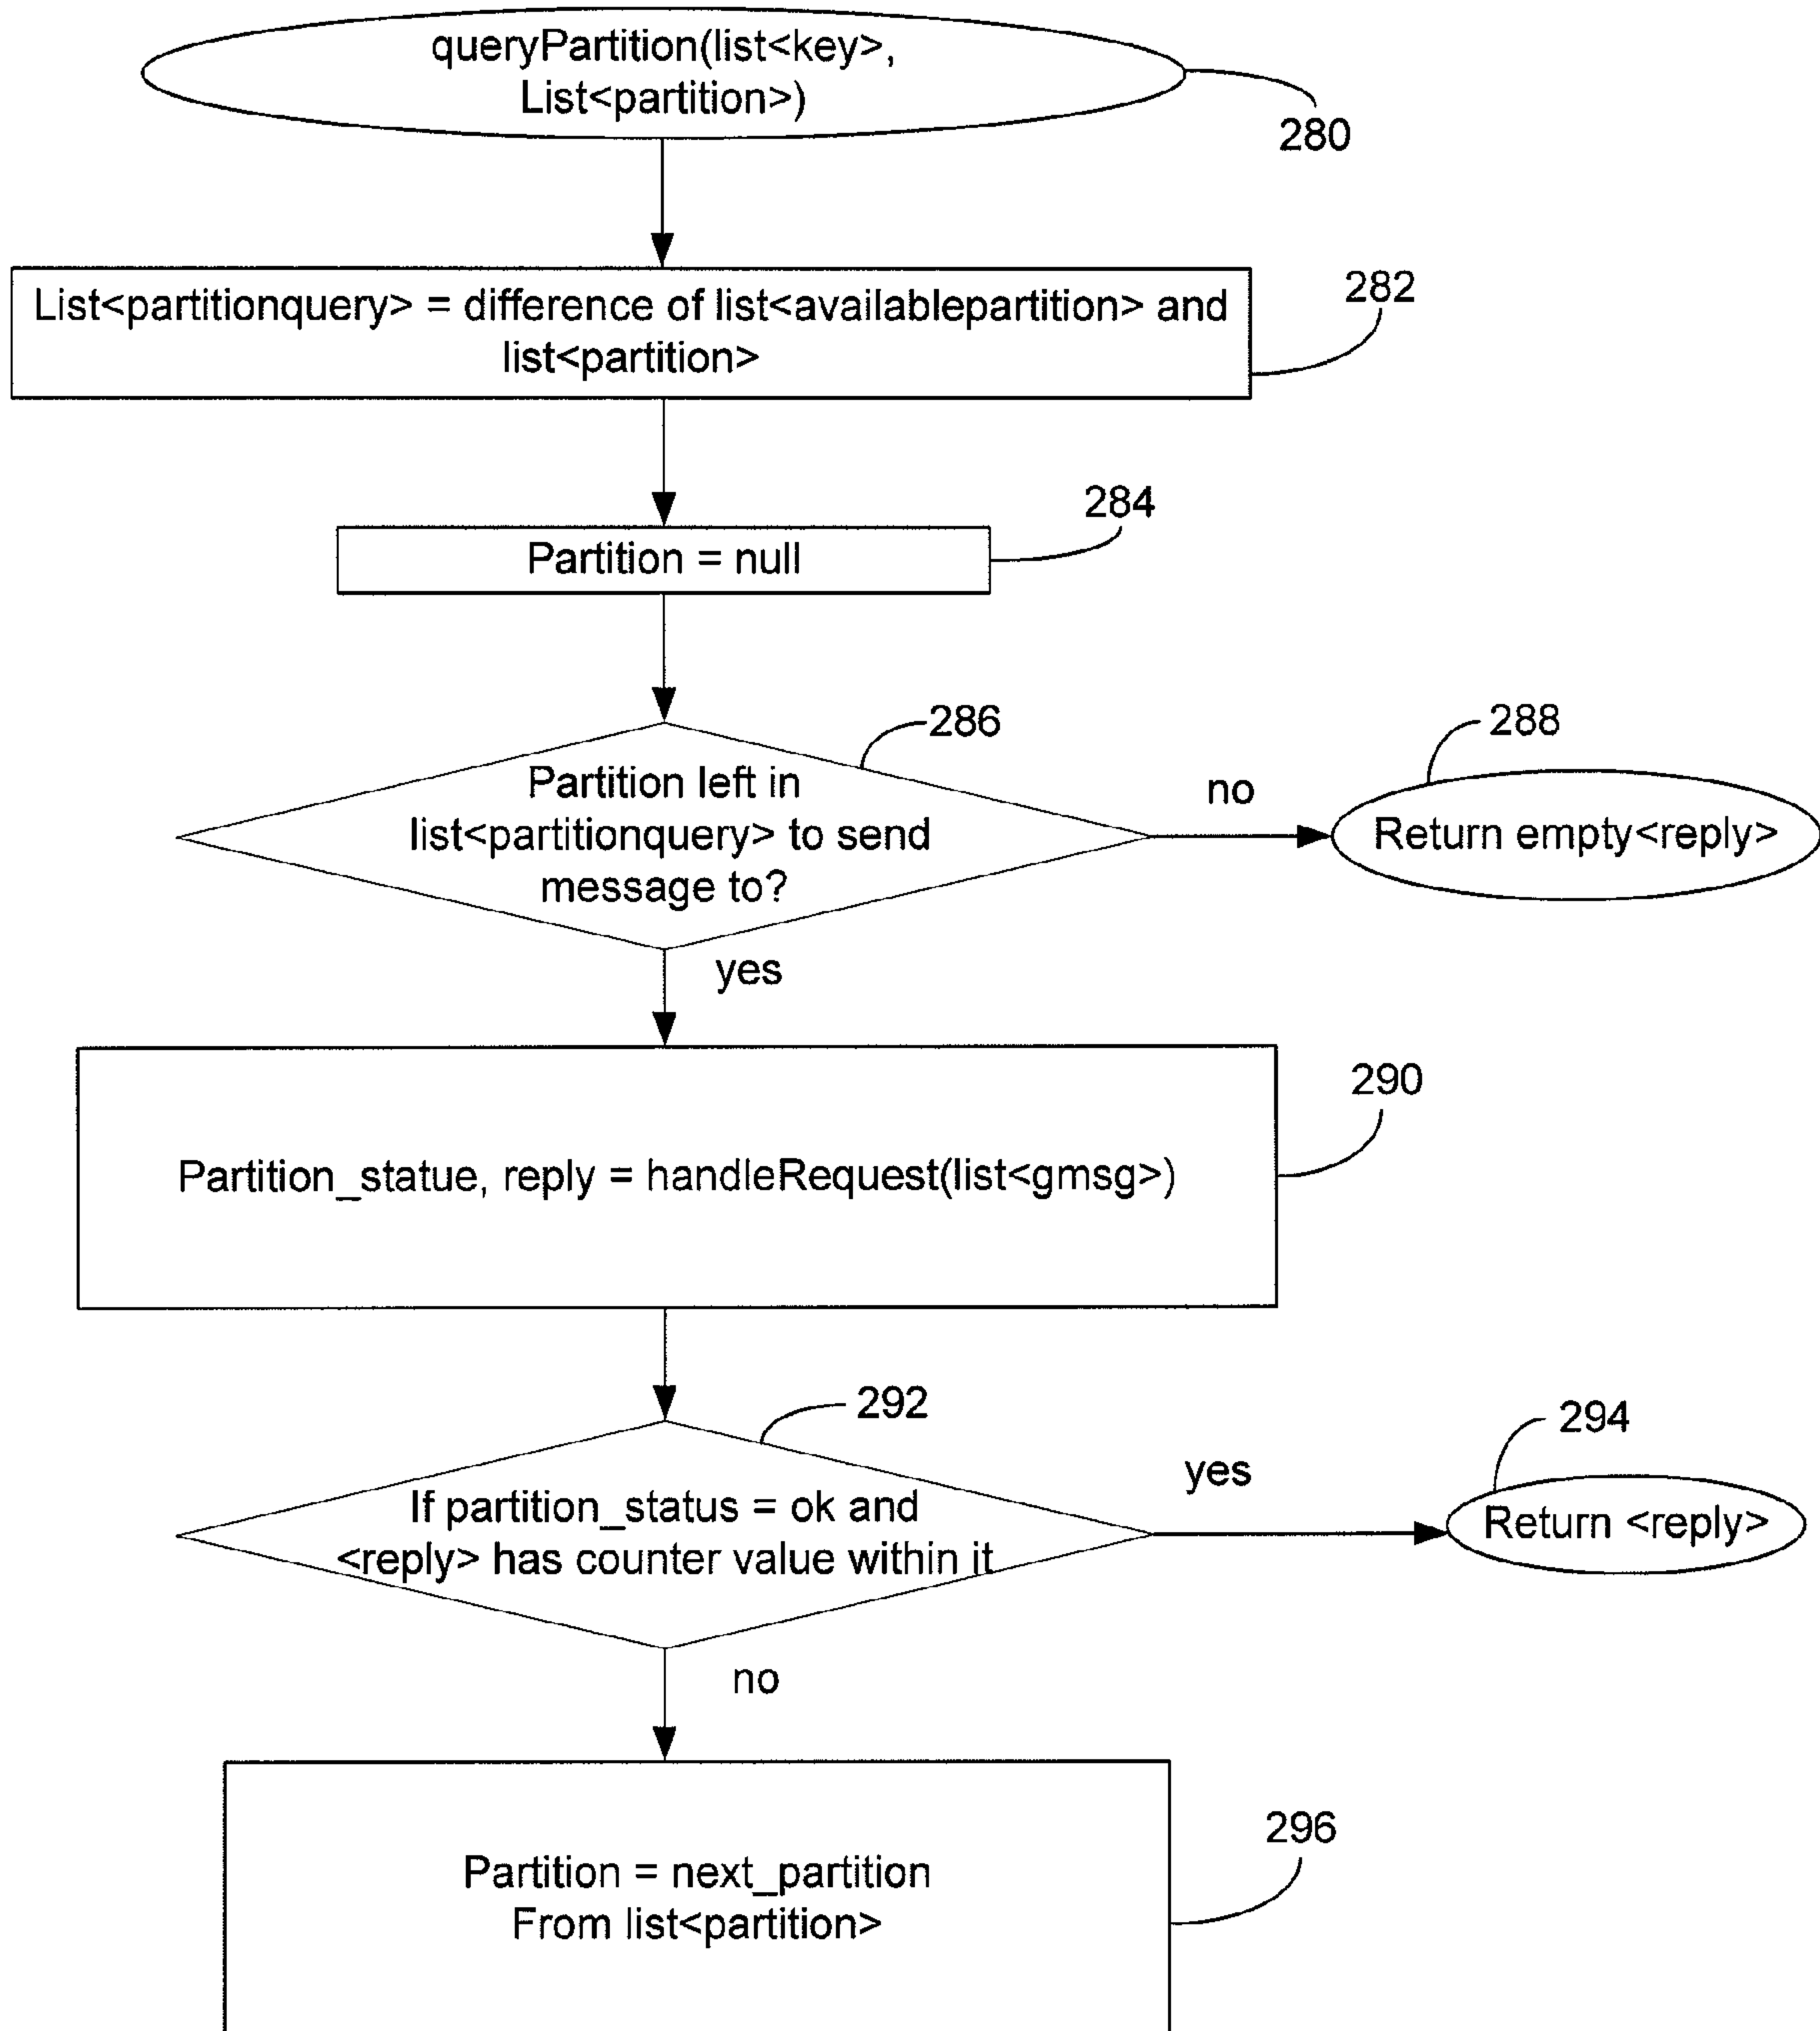 queryPartition(list<key>,
List<partition>)
280
List<partitionquery> = difference of list<availablepartition> and
list<partition>
282
Partition = null
284
Partition left in
list<partitionquery> to send
message to?
286
no
Return empty<reply>
288
yes
Partition_statue, reply = handleRequest(list<gmsg>)
290
If partition_status = ok and
<reply> has counter value within it
292
yes
Return <reply>
294
no
Partition = next_partition
From list<partition>
296